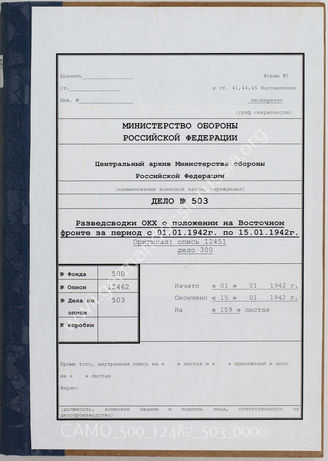 Хранить
Форма №1
Ст.
к ст. 41,44,45 Наставления
Инв. №
несекретно
(гриф секретности)
МИНИСТЕРСТВО ОБОРОНЫ
РОССИЙСКОЙ ФЕДЕРАЦИИ
Центральный архив Министерства обороны
Российской Федерации
(наименование воинской части, учреждения)
ДЕЛО № 503
Разведсводки ОКХ о положении на Восточном
фронте за период с 01.01.1942г. по 15.01.1942г.
Оригинал: опись 12451
дело 300
№ Фонда 500
№ Описи 12462
№ Дела по описи 503
№ коробки
Начато « 01 » 01 1942 г.
Окончено « 15 » 01 1942 г.
На « 159 » листах
Кроме того, внутренняя опись на « » листах и « » приложений к делу
на « » листах
Верно:
(должность, воинское звание и подпись лица, ответственного за
делопроизводство)
CAMO_500_12462_503_0000